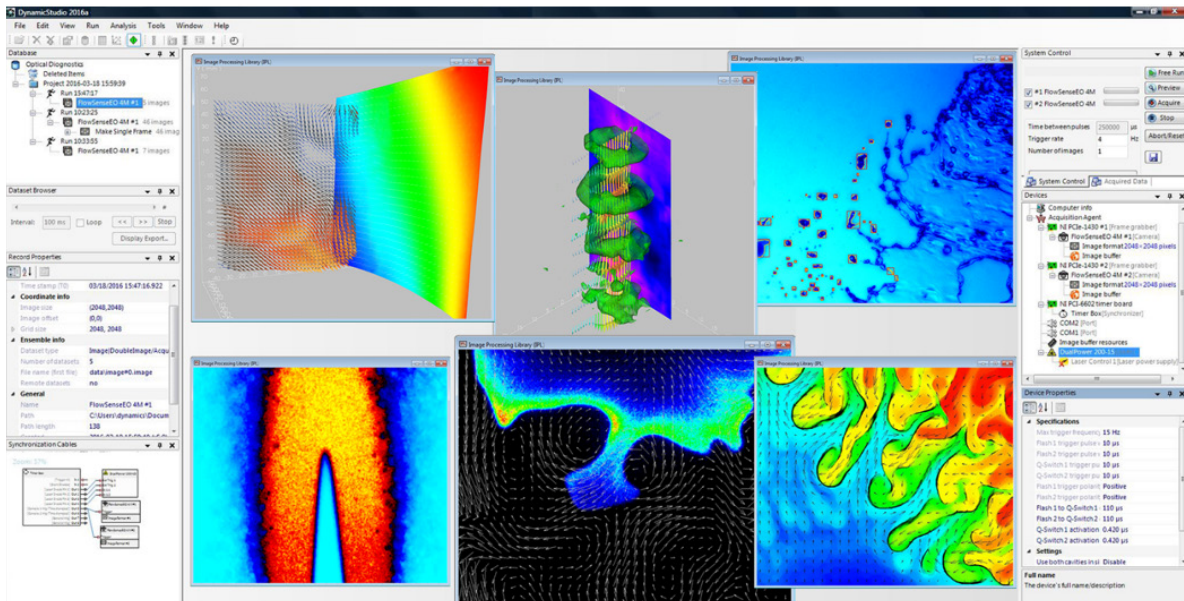 DynamicStudio 2016a
File Edit View Run Analysis Tools Window Help
Database
Optical Diagnostics
Deleted Items
Project 2016-03-18 15:59:39
Run 15:47:17
FlowSenseEO 4M #1 5 images
Run 10:23:25
FlowSenseEO 4M #1 46 images
Make Single Frame 46 imag
Run 10:33:55
FlowSenseEO 4M #1 7 images
Dataset Browser
Interval: 100 ms Loop << >> Stop
Display Export...
Record Properties
Time stamp (T0) 03/18/2016 15:47:16.922
Coordinate info
Image size (2048,2048)
Image offset (0,0)
Grid size 2048, 2048
Ensemble info
Dataset type Image(DoubleImage/Acqu
Number of datasets 5
File name (first file) data\image#0.image
Remote datasets no
General
Name FlowSenseEO 4M #1
Path C:\Users\dynamics\Docum
Path length 138
Synchronization Cables
Image Processing Library (IPL)
Image Processing Library (IPL)
Image Processing Library (IPL)
Image Processing Library (IPL)
Image Processing Library (IPL)
Image Processing Library (IPL)
System Control
#1 FlowSenseEO 4M
#2 FlowSenseEO 4M
Time between pulses 250000 µs
Trigger rate 4 Hz
Number of images 1
Free Run
Preview
Acquire
Stop
Abort/Reset
System Control Acquired Data
Devices
Computer info
Acquisition Agent
NI PCIe-1430 #1 [Frame grabber]
FlowSenseEO 4M #1 [Camera]
Image format 2048×2048 pixels
Image buffer
NI PCIe-1430 #2 [Frame grabber]
FlowSenseEO 4M #2 [Camera]
Image format 2048×2048 pixels
Image buffer
NI PCI-6602 timer board
Timer Box [Synchronizer]
COM2 [Port]
COM1 [Port]
Image buffer resources
DualPower 200-15
Laser Control 1 [Laser power supply]
Device Properties
Specifications
Max trigger frequency 15 Hz
Flash 1 trigger pulse 10 µs
Flash 2 trigger pulse 10 µs
Q-Switch 1 trigger pu 10 µs
Q-Switch 2 trigger pu 10 µs
Flash 1 trigger polarit Positive
Flash 2 trigger polarit Positive
Flash 1 to Q-Switch 1 110 µs
Flash 2 to Q-Switch 2 110 µs
Q-Switch 1 activation 0.420 µs
Q-Switch 2 activation 0.420 µs
Settings
Use both cavities insi Disable
Full name
The device's full name/description